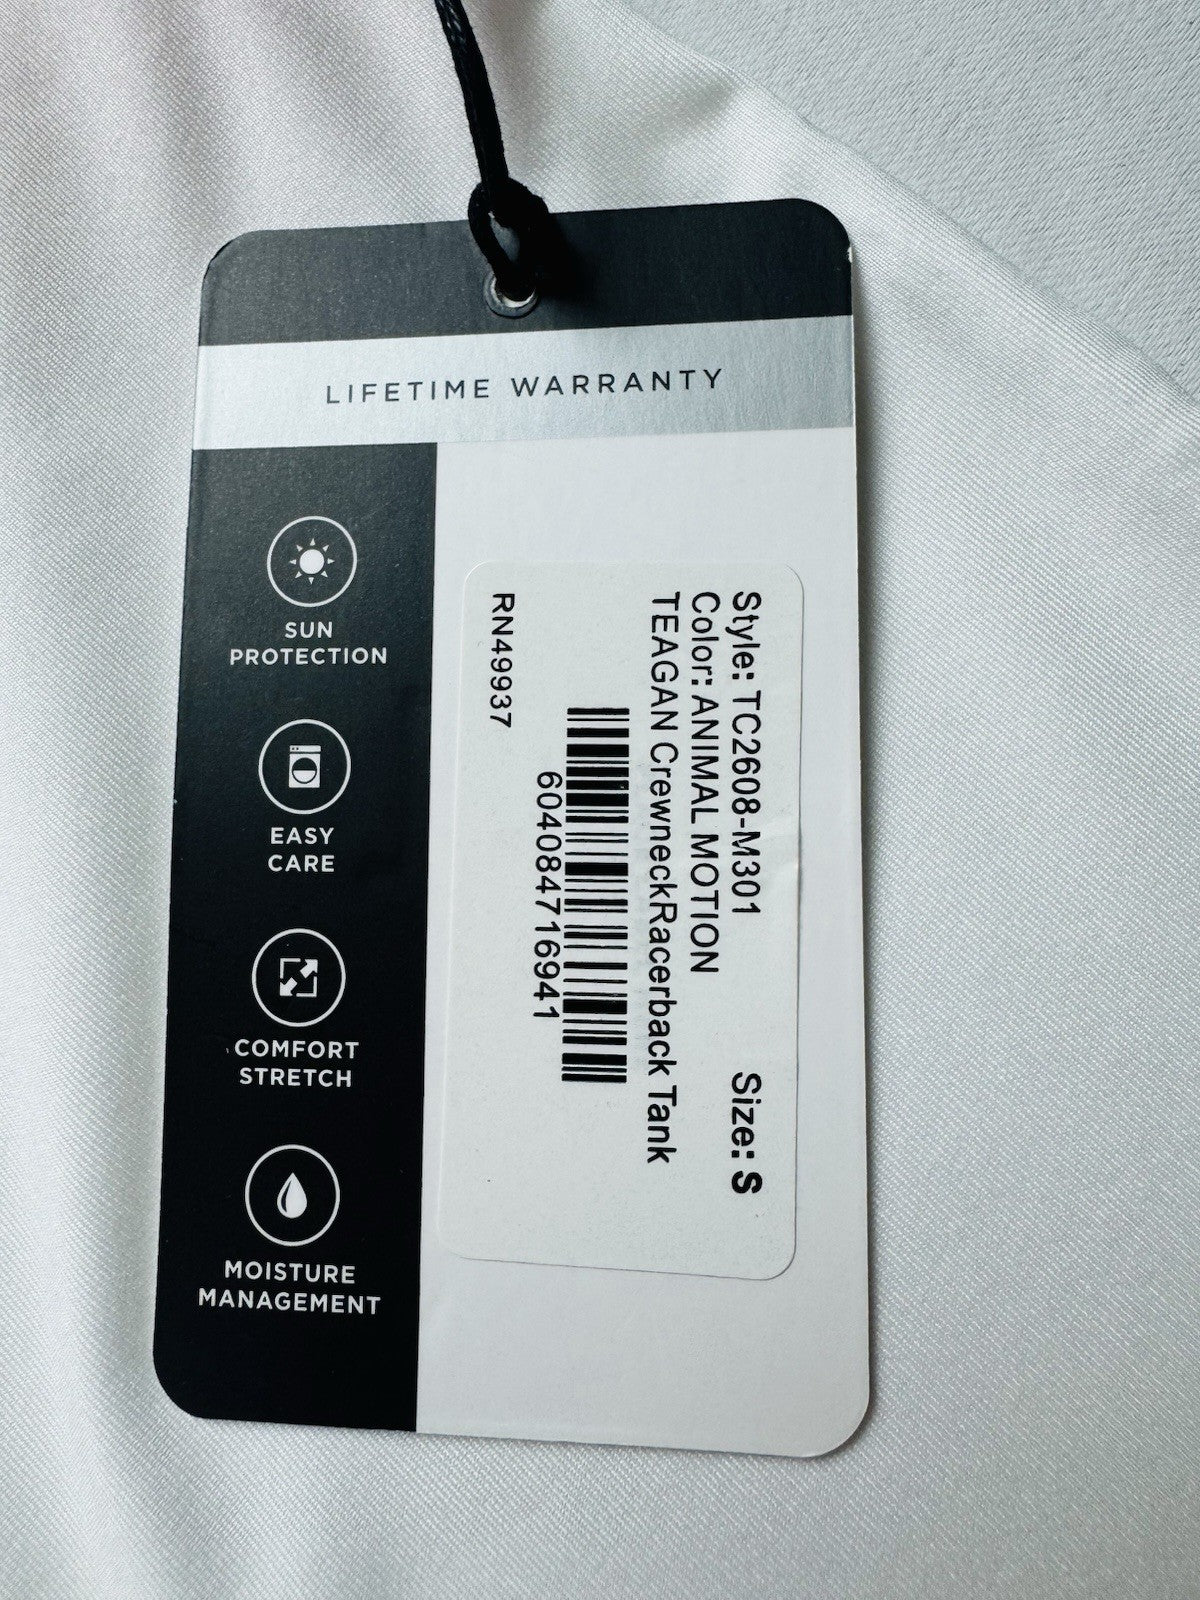 LIFETIME WARRANTY
SUN
PROTECTION
EASY
CARE
COMFORT
STRETCH
MOISTURE
MANAGEMENT
Style: TC2608-M301 Size: S
Color: ANIMAL MOTION
TEAGAN CrewneckRacerback Tank
604084716941
RN49937